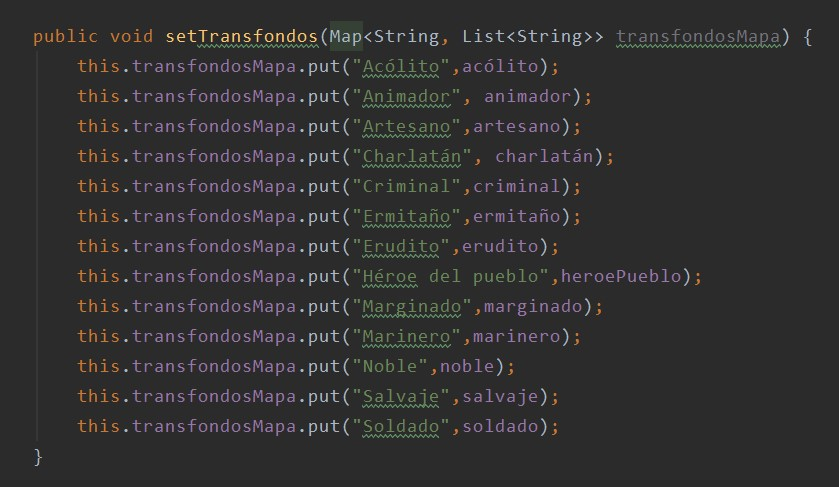 public void setTransfondos(Map<String, List<String>> transfondosMapa) {
this.transfondosMapa.put("Acólito",acólito);
this.transfondosMapa.put("Animador", animador);
this.transfondosMapa.put("Artesano",artesano);
this.transfondosMapa.put("Charlatán", charlatán);
this.transfondosMapa.put("Criminal",criminal);
this.transfondosMapa.put("Ermitaño",ermitaño);
this.transfondosMapa.put("Erudito",erudito);
this.transfondosMapa.put("Héroe del pueblo",heroePueblo);
this.transfondosMapa.put("Marginado",marginado);
this.transfondosMapa.put("Marinero",marinero);
this.transfondosMapa.put("Noble",noble);
this.transfondosMapa.put("Salvaje",salvaje);
this.transfondosMapa.put("Soldado",soldado);
}